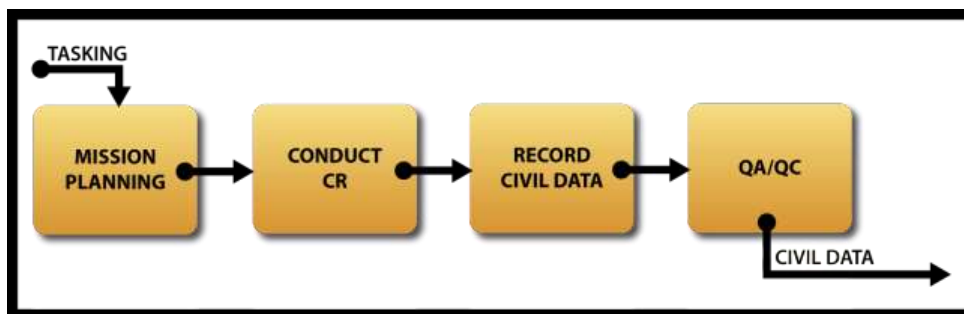 TASKING
MISSION
PLANNING
CONDUCT
CR
RECORD
CIVIL DATA
QA/QC
CIVIL DATA